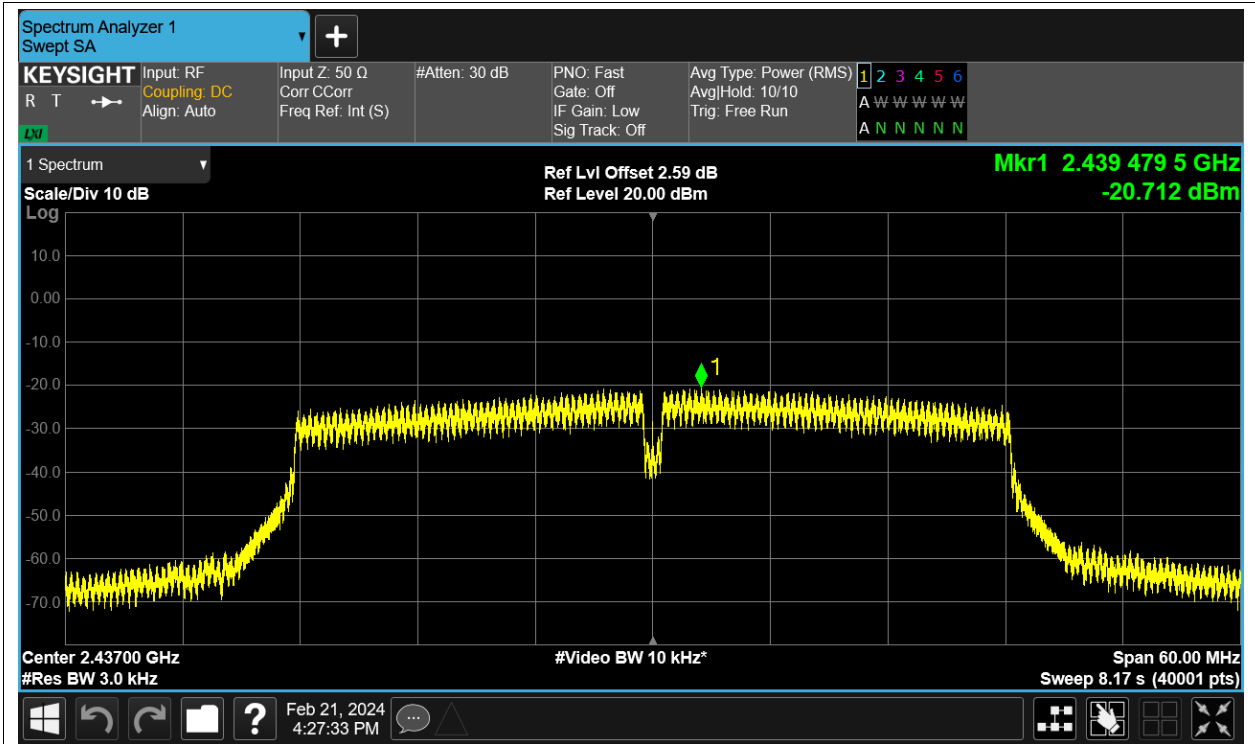 Spectrum Analyzer 1
Swept SA
KEYSIGHT
R T
LXI
Input: RF
Coupling: DC
Align: Auto
Input Z: 50 Ω
Corr CCorr
Freq Ref: Int (S)
#Atten: 30 dB
PNO: Fast
Gate: Off
IF Gain: Low
Sig Track: Off
Avg Type: Power (RMS)
Avg|Hold: 10/10
Trig: Free Run
1 2 3 4 5 6
A W W W W W
A N N N N N
1 Spectrum
Scale/Div 10 dB
Ref Lvl Offset 2.59 dB
Ref Level 20.00 dBm
Mkr1 2.439 479 5 GHz
-20.712 dBm
Log
10.0
0.00
-10.0
-20.0
-30.0
-40.0
-50.0
-60.0
-70.0
1
Center 2.43700 GHz
#Res BW 3.0 kHz
#Video BW 10 kHz*
Span 60.00 MHz
Sweep 8.17 s (40001 pts)
?
Feb 21, 2024
4:27:33 PM